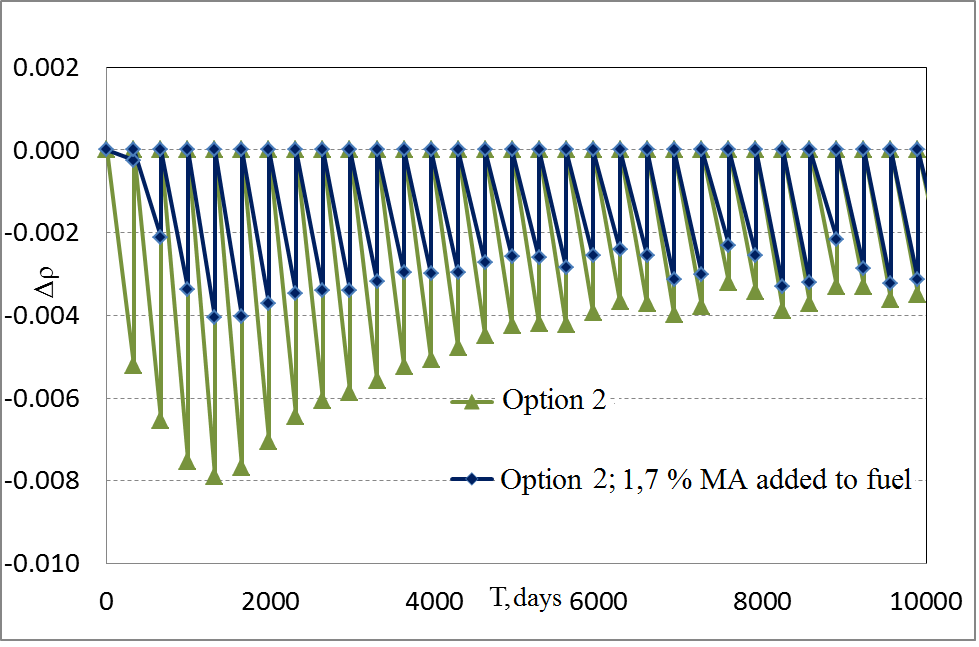 0.002
0.000
-0.002
-0.004
-0.006
-0.008
-0.010
Δρ
Option 2
Option 2; 1,7 % MA added to fuel
0 2000 4000 T, days 6000 8000 10000